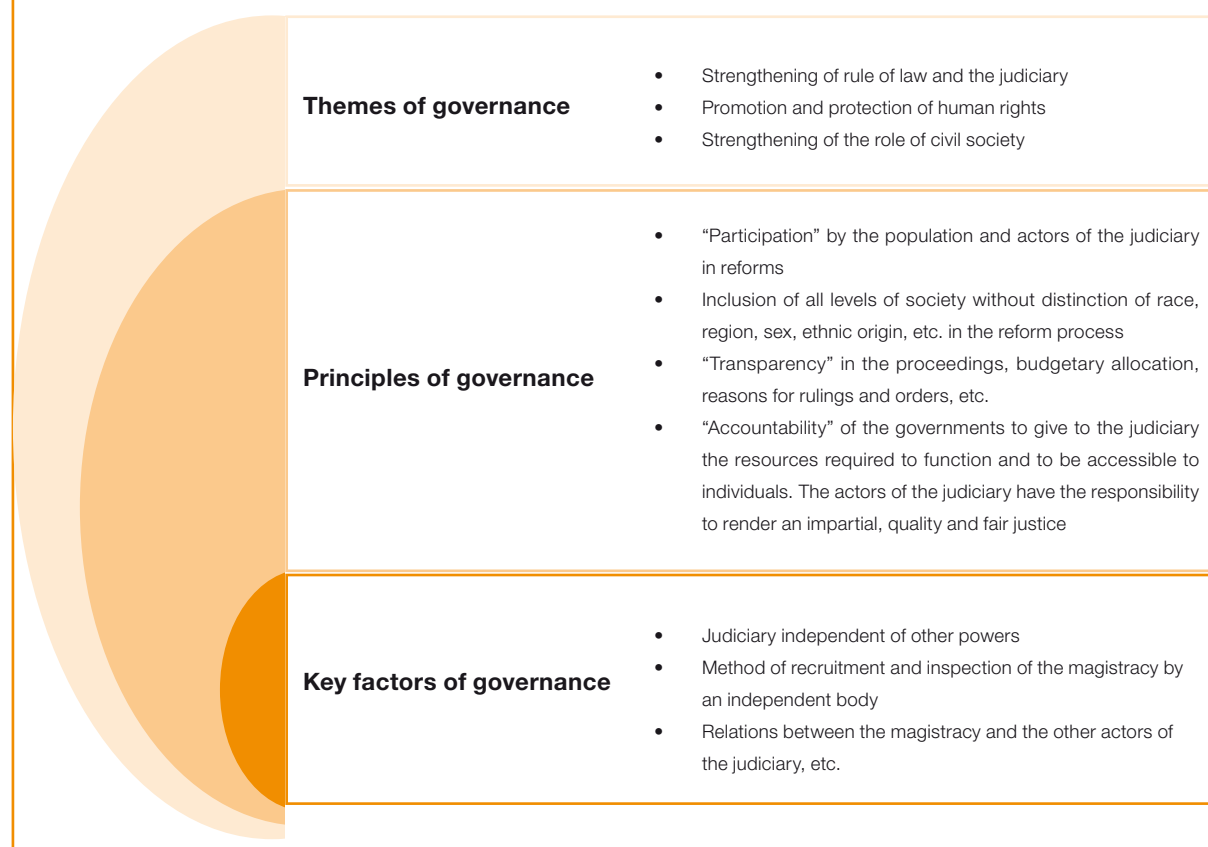 Themes of governance
• Strengthening of rule of law and the judiciary
• Promotion and protection of human rights
• Strengthening of the role of civil society
Principles of governance
• “Participation” by the population and actors of the judiciary
in reforms
• Inclusion of all levels of society without distinction of race,
region, sex, ethnic origin, etc. in the reform process
• “Transparency” in the proceedings, budgetary allocation,
reasons for rulings and orders, etc.
• “Accountability” of the governments to give to the judiciary
the resources required to function and to be accessible to
individuals. The actors of the judiciary have the responsibility
to render an impartial, quality and fair justice
Key factors of governance
• Judiciary independent of other powers
• Method of recruitment and inspection of the magistracy by
an independent body
• Relations between the magistracy and the other actors of
the judiciary, etc.